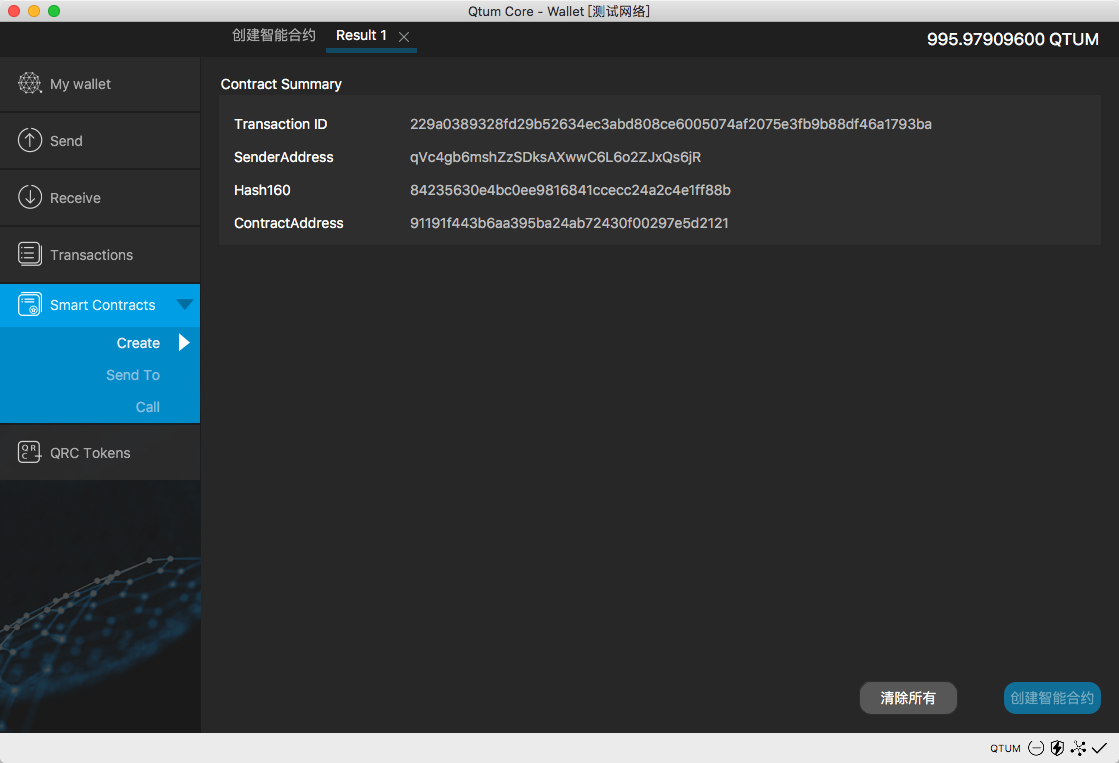 Qtum Core - Wallet [测试网络]
创建智能合约 Result 1
995.97909600 QTUM
My wallet
Send
Receive
Transactions
Smart Contracts
Create
Send To
Call
QRC Tokens
Contract Summary
Transaction ID 229a0389328fd29b52634ec3abd808ce6005074af2075e3fb9b88df46a1793ba
SenderAddress qVc4gb6mshZzSDksAXwwC6L6o2ZJxQs6jR
Hash160 84235630e4bc0ee9816841ccecc24a2c4e1ff88b
ContractAddress 91191f443b6aa395ba24ab72430f00297e5d2121
清除所有 创建智能合约
QTUM